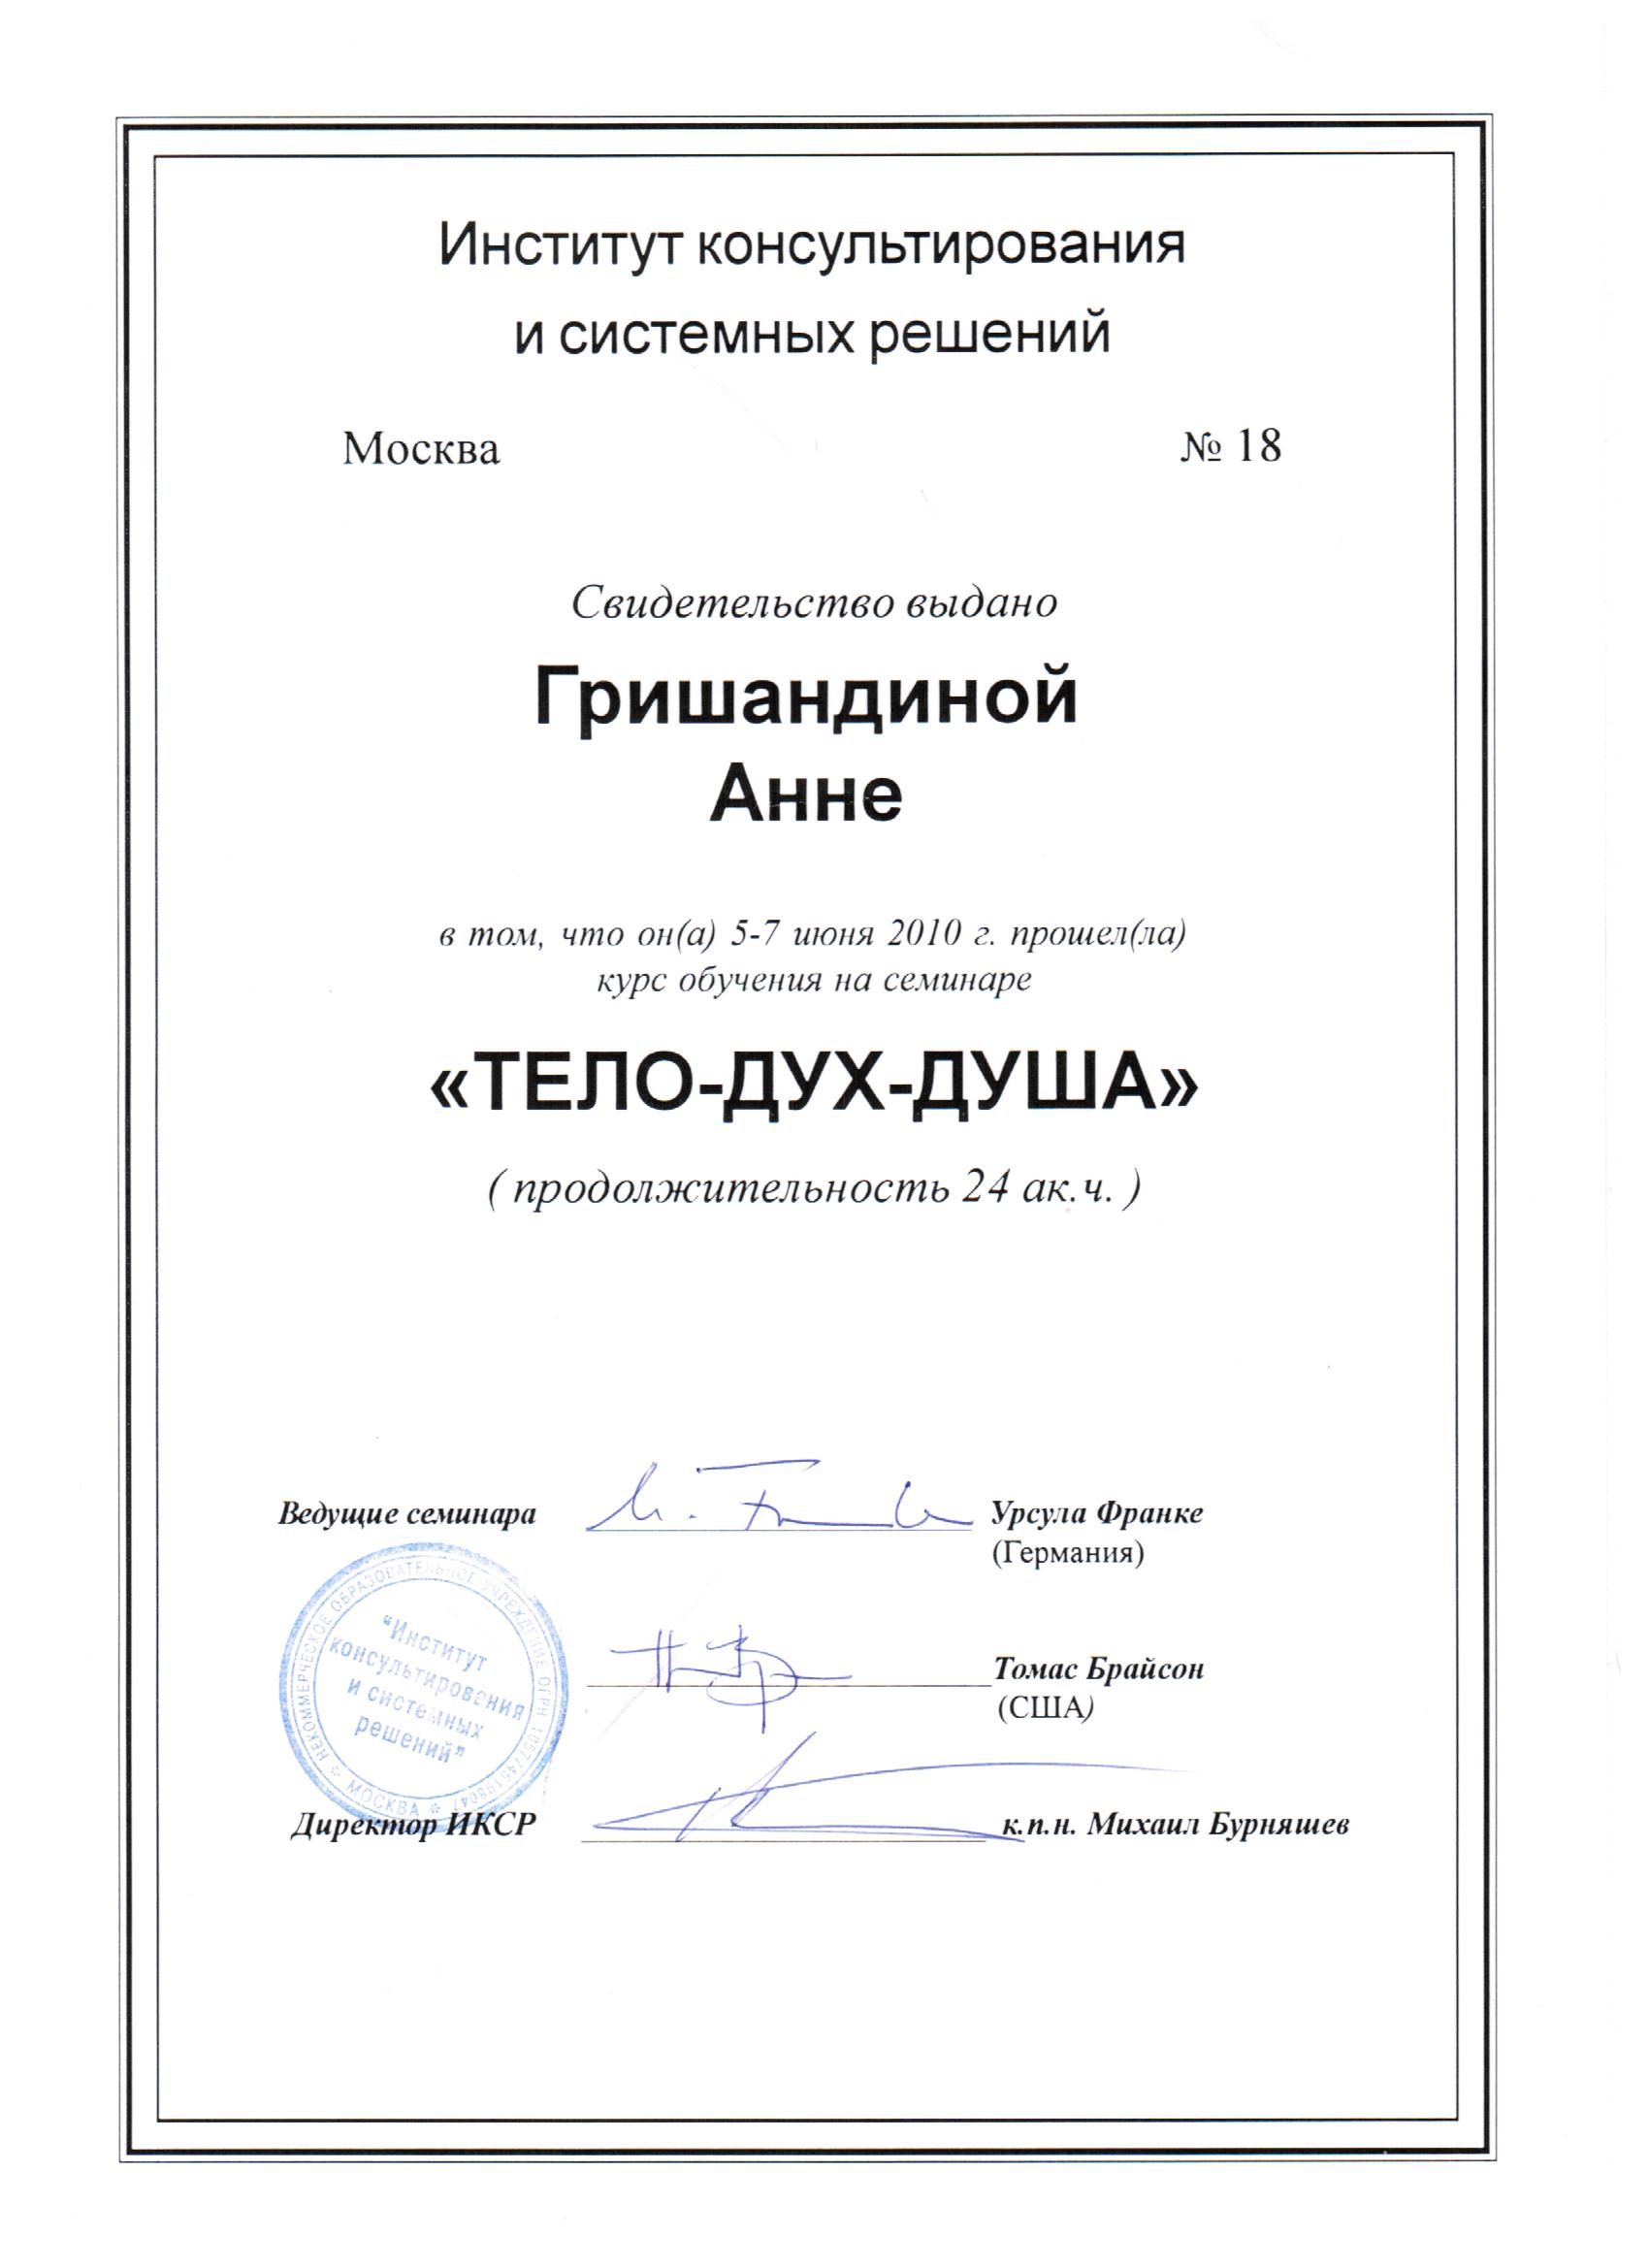 Институт консультирования
и системных решений
Москва № 18
Свидетельство выдано
Гришандиной
Анне
в том, что он(а) 5-7 июня 2010 г. прошел(ла)
курс обучения на семинаре
«ТЕЛО-ДУХ-ДУША»
( продолжительность 24 ак.ч. )
Ведущие семинара Урсула Франке
(Германия)
НЕКОММЕРЧЕСКОЕ ОБРАЗОВАТЕЛЬНОЕ УЧРЕЖДЕНИЕ ОГРН
* МОСКВА *
“Институт
консультирования
и системных
решений”
Томас Брайсон
(США)
Директор ИКСР к.п.н. Михаил Бурняшев